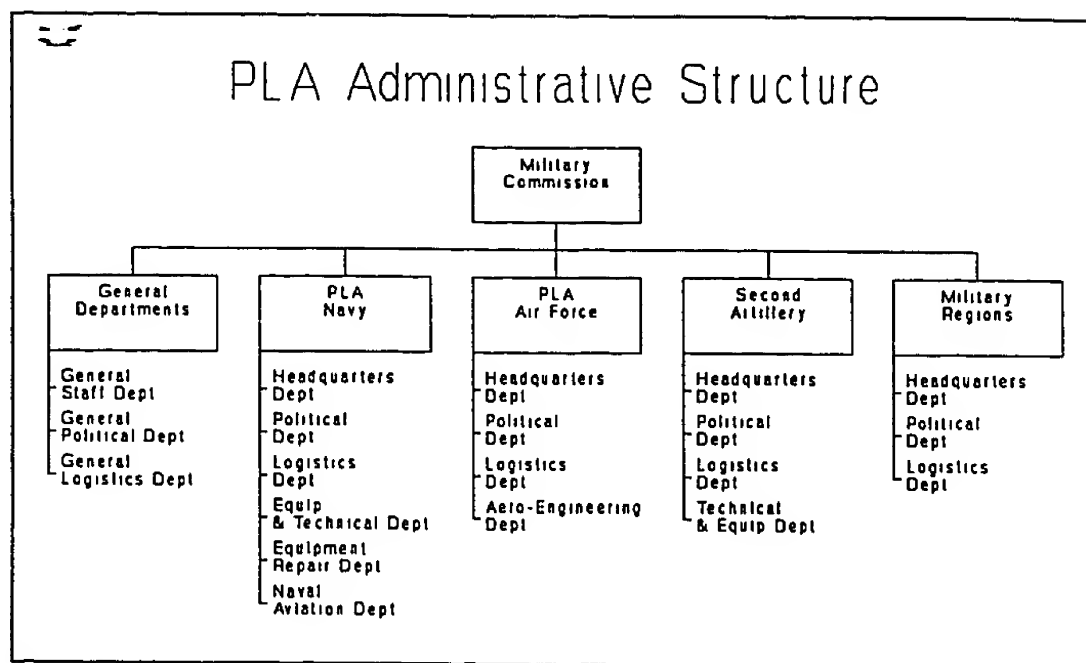 PLA Administrative Structure
Military
Commission
General
Departments
PLA
Navy
PLA
Air Force
Second
Artillery
Military
Regions
General
Staff Dept
General
Political Dept
General
Logistics Dept
Headquarters
Dept
Political
Dept
Logistics
Dept
Equip
& Technical Dept
Equipment
Repair Dept
Naval
Aviation Dept
Headquarters
Dept
Political
Dept
Logistics
Dept
Aero-Engineering
Dept
Headquarters
Dept
Political
Dept
Logistics
Dept
Technical
& Equip Dept
Headquarters
Dept
Political
Dept
Logistics
Dept